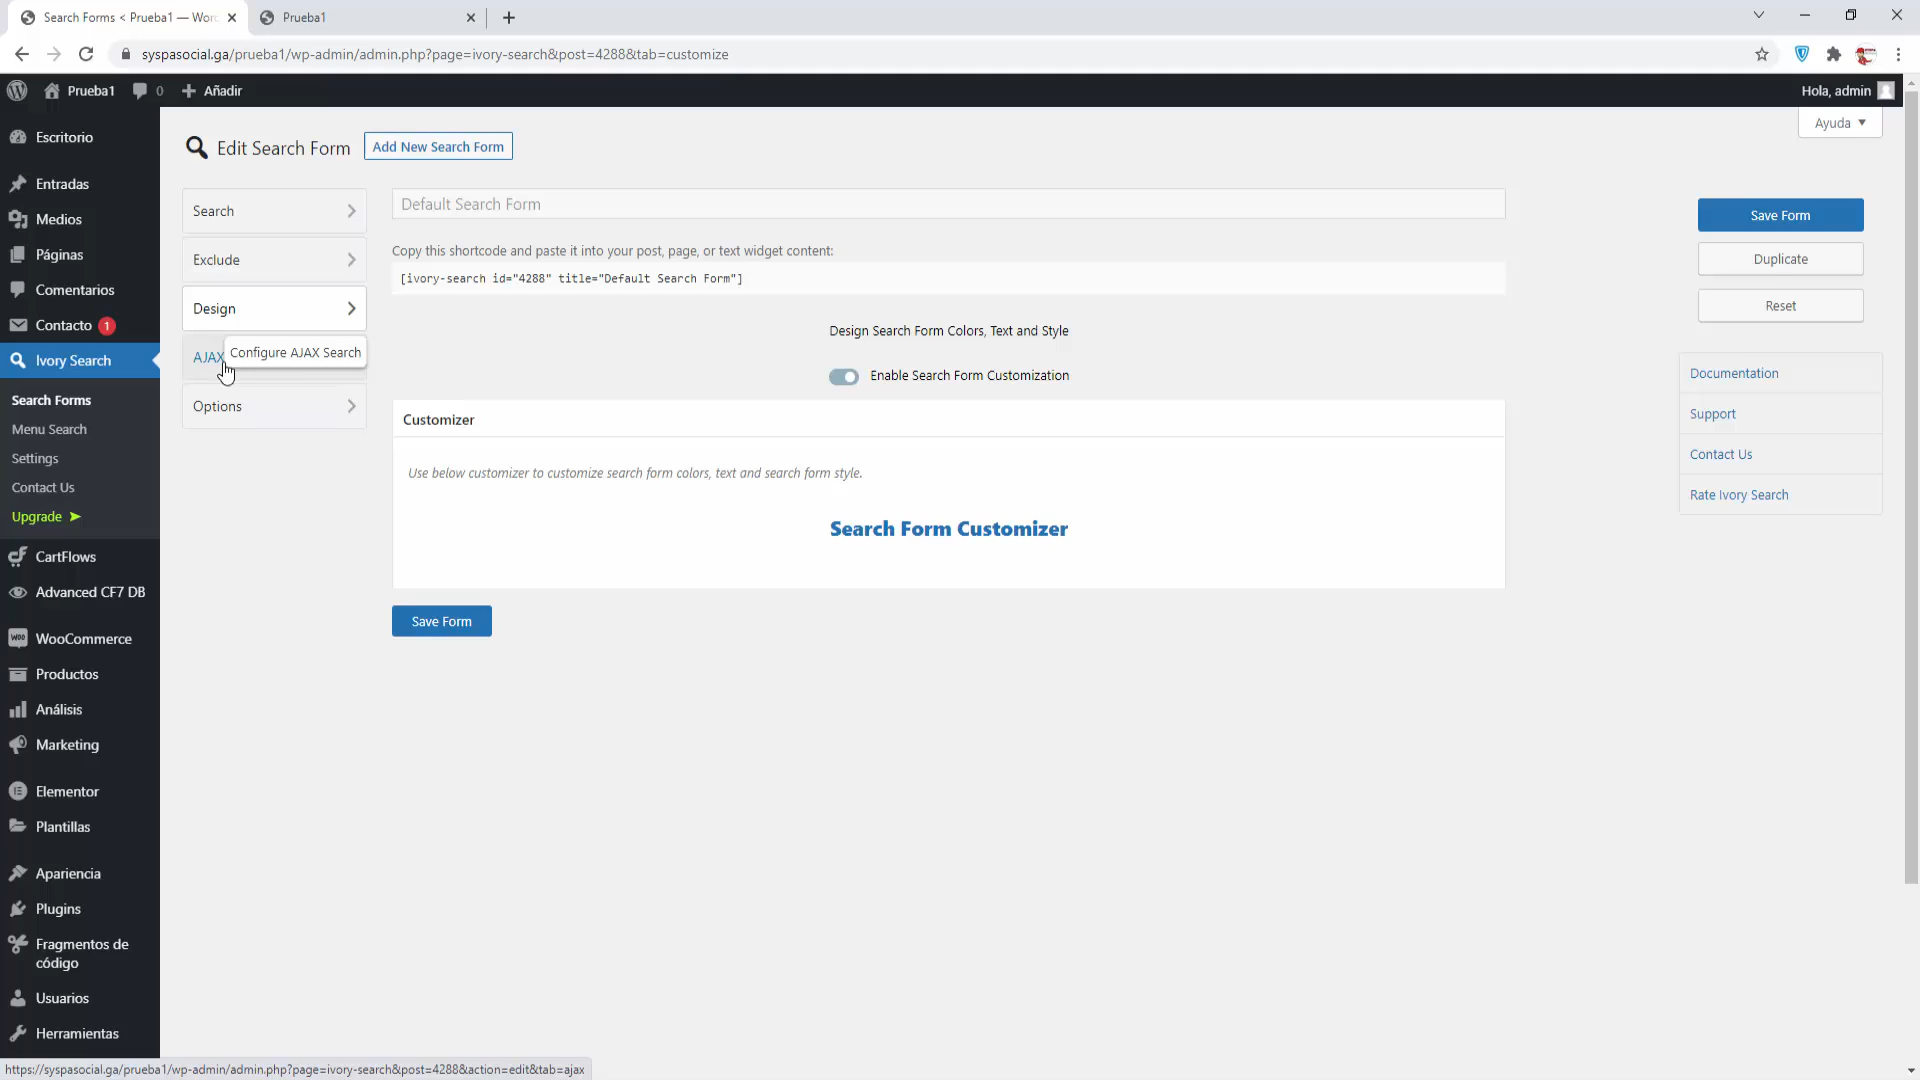 Search Forms < Prueba1 — Word
Prueba1
syspasocial.ga/prueba1/wp-admin/admin.php?page=ivory-search&post=4288&tab=customize
Prueba1
0
Añadir
Hola, admin
Ayuda
Escritorio
Entradas
Medios
Páginas
Comentarios
Contacto 1
Ivory Search
Search Forms
Menu Search
Settings
Contact Us
Upgrade ➤
CartFlows
Advanced CF7 DB
WooCommerce
Productos
Análisis
Marketing
Elementor
Plantillas
Apariencia
Plugins
Fragmentos de
código
Usuarios
Herramientas
Edit Search Form
Add New Search Form
Search
Exclude
Design
AJAX
Configure AJAX Search
Options
Default Search Form
Copy this shortcode and paste it into your post, page, or text widget content:
[ivory-search id="4288" title="Default Search Form"]
Design Search Form Colors, Text and Style
Enable Search Form Customization
Customizer
Use below customizer to customize search form colors, text and search form style.
Search Form Customizer
Save Form
Save Form
Duplicate
Reset
Documentation
Support
Contact Us
Rate Ivory Search
https://syspasocial.ga/prueba1/wp-admin/admin.php?page=ivory-search&post=4288&action=edit&tab=ajax